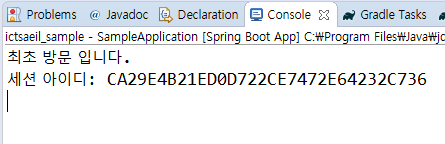 Problems @ Javadoc Declaration Console Gradle Tasks
ictsaeil_sample - SampleApplication [Spring Boot App] C:￦Program Files￦Java￦jc
최초 방문 입니다.
세션 아이디: CA29E4B21ED0D722CE7472E64232C736